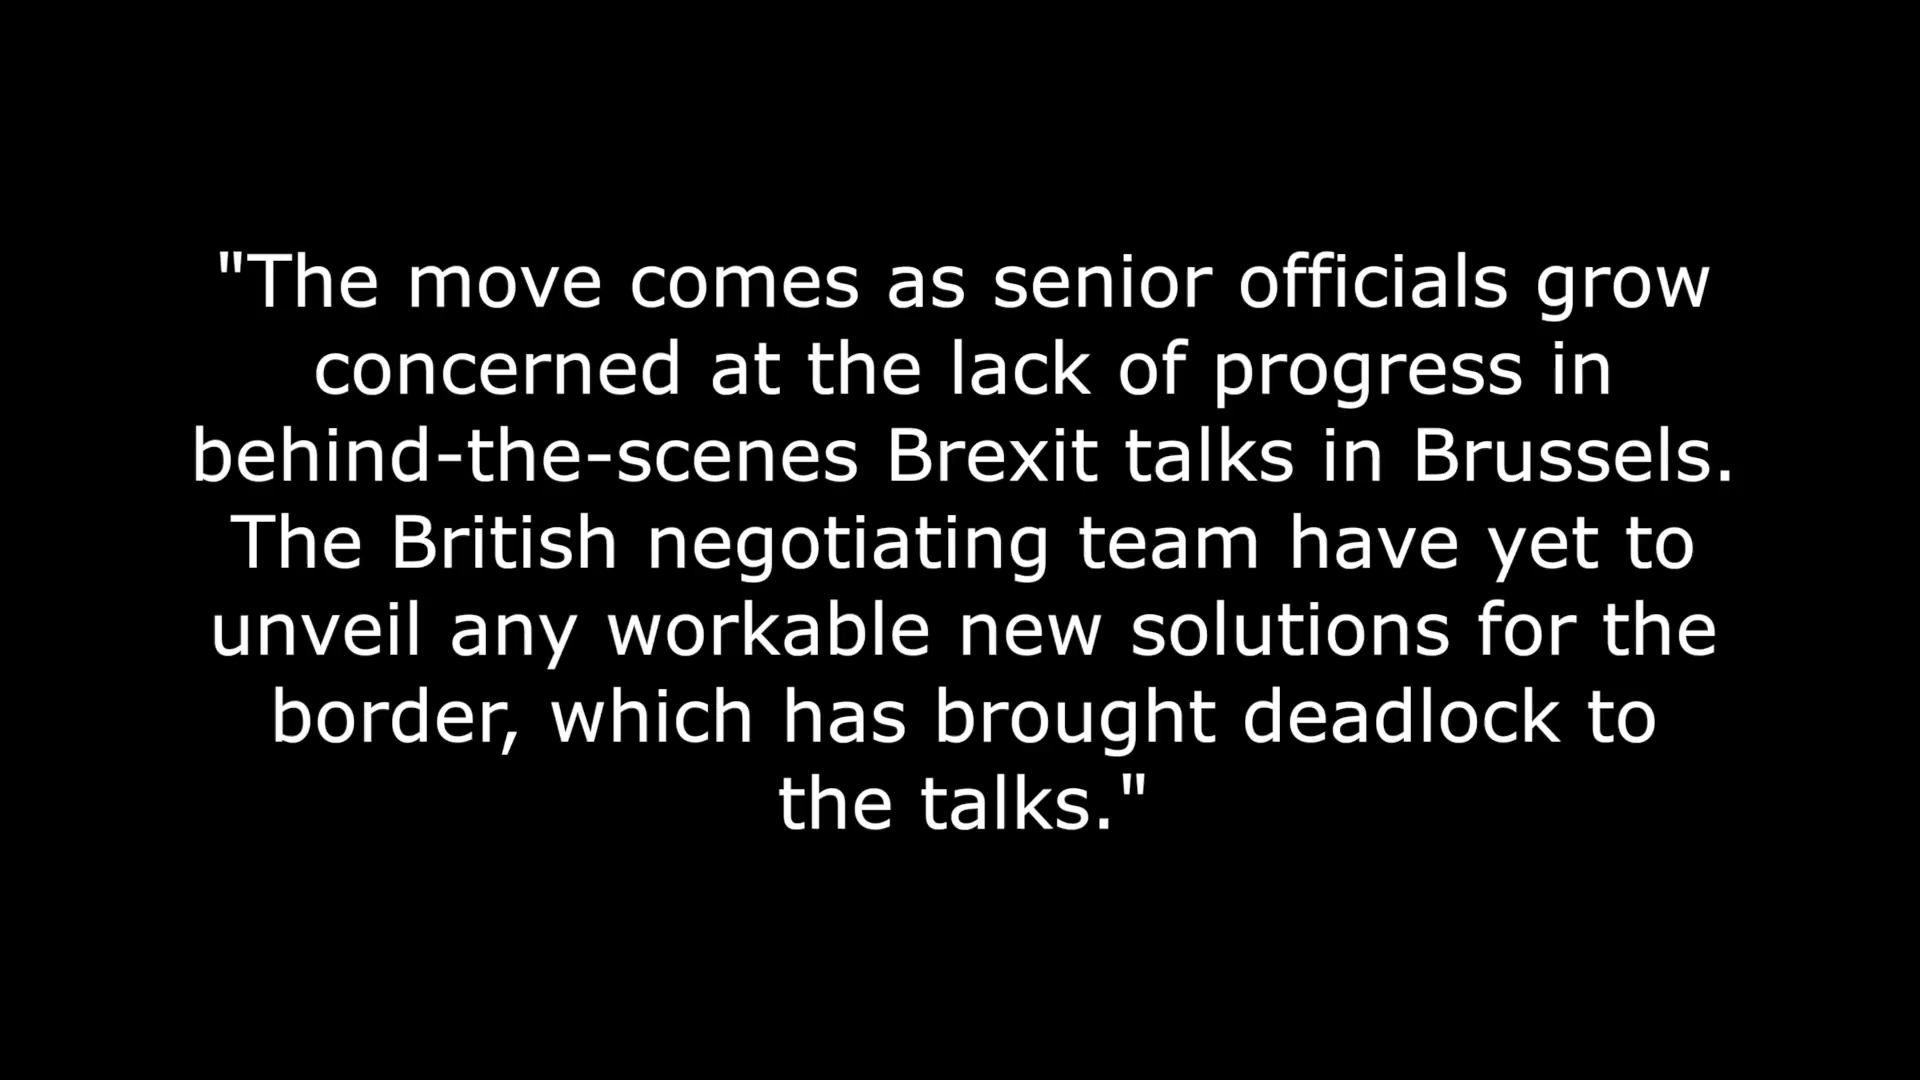 "The move comes as senior officials grow
concerned at the lack of progress in
behind-the-scenes Brexit talks in Brussels.
The British negotiating team have yet to
unveil any workable new solutions for the
border, which has brought deadlock to
the talks."